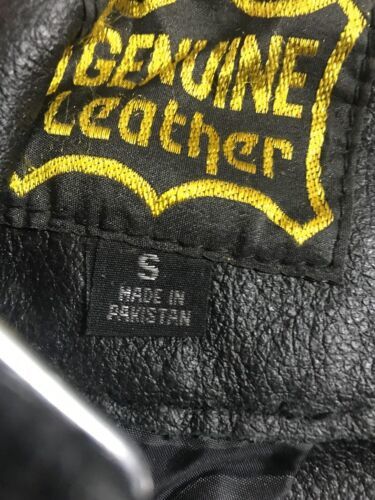 GENUINE
Leather
S
MADE IN
PAKISTAN